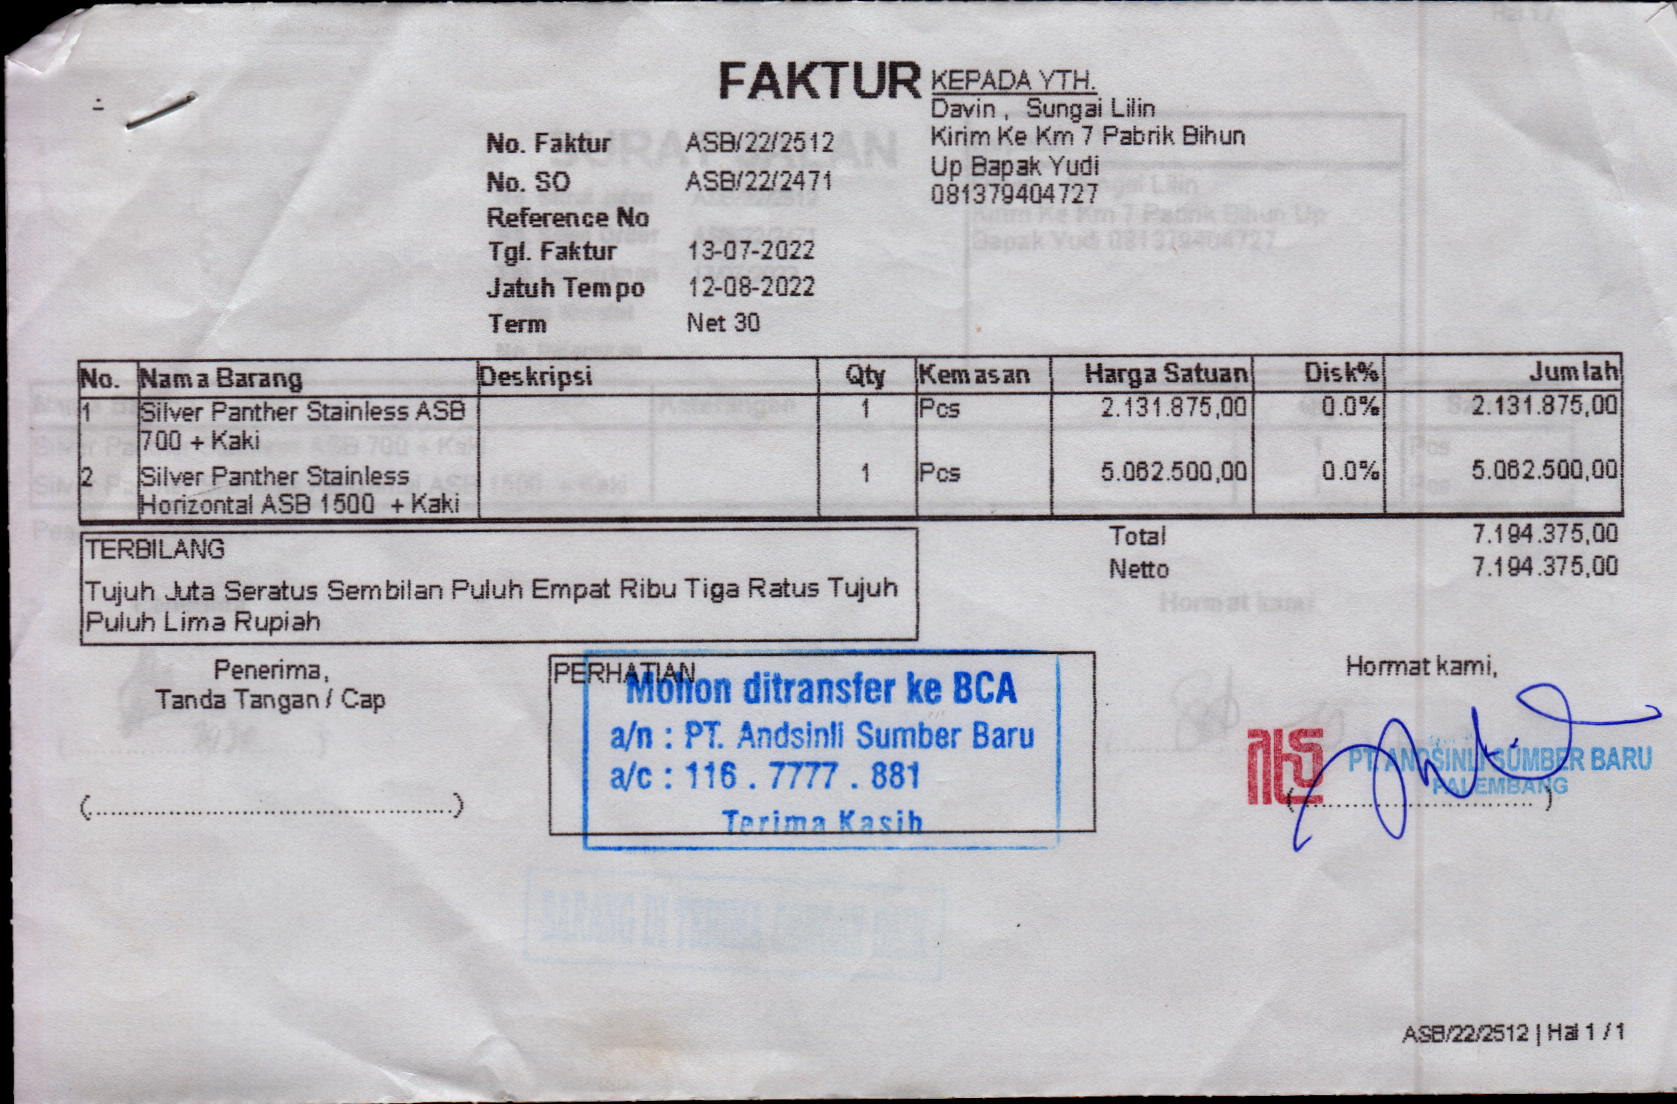 FAKTUR
KEPADA YTH.
Davin , Sungai Lilin
Kirim Ke Km 7 Pabrik Bihun
Up Bapak Yudi
081379404727
No. Faktur ASB/22/2512
No. SO ASB/22/2471
Reference No
Tgl. Faktur 13-07-2022
Jatuh Tempo 12-08-2022
Term Net 30
No. Nama Barang Deskripsi Qty Kemasan Harga Satuan Disk% Jumlah
1 Silver Panther Stainless ASB 1 Pcs 2.131.875,00 0.0% 2.131.875,00
700 + Kaki
2 Silver Panther Stainless 1 Pcs 5.062.500,00 0.0% 5.062.500,00
Horizontal ASB 1500 + Kaki
Total 7.194.375,00
Netto 7.194.375,00
TERBILANG
Tujuh Juta Seratus Sembilan Puluh Empat Ribu Tiga Ratus Tujuh
Puluh Lima Rupiah
Penerima,
Tanda Tangan / Cap
(..........................................................)
PERHATIAN
Mohon ditransfer ke BCA
a/n : PT. Andsinli Sumber Baru
a/c : 116 . 7777 . 881
Terima Kasih
Hormat kami,
PT. ANDSINLI SUMBER BARU
PALEMBANG
(....................................)
ASB/22/2512 | Hal 1 / 1